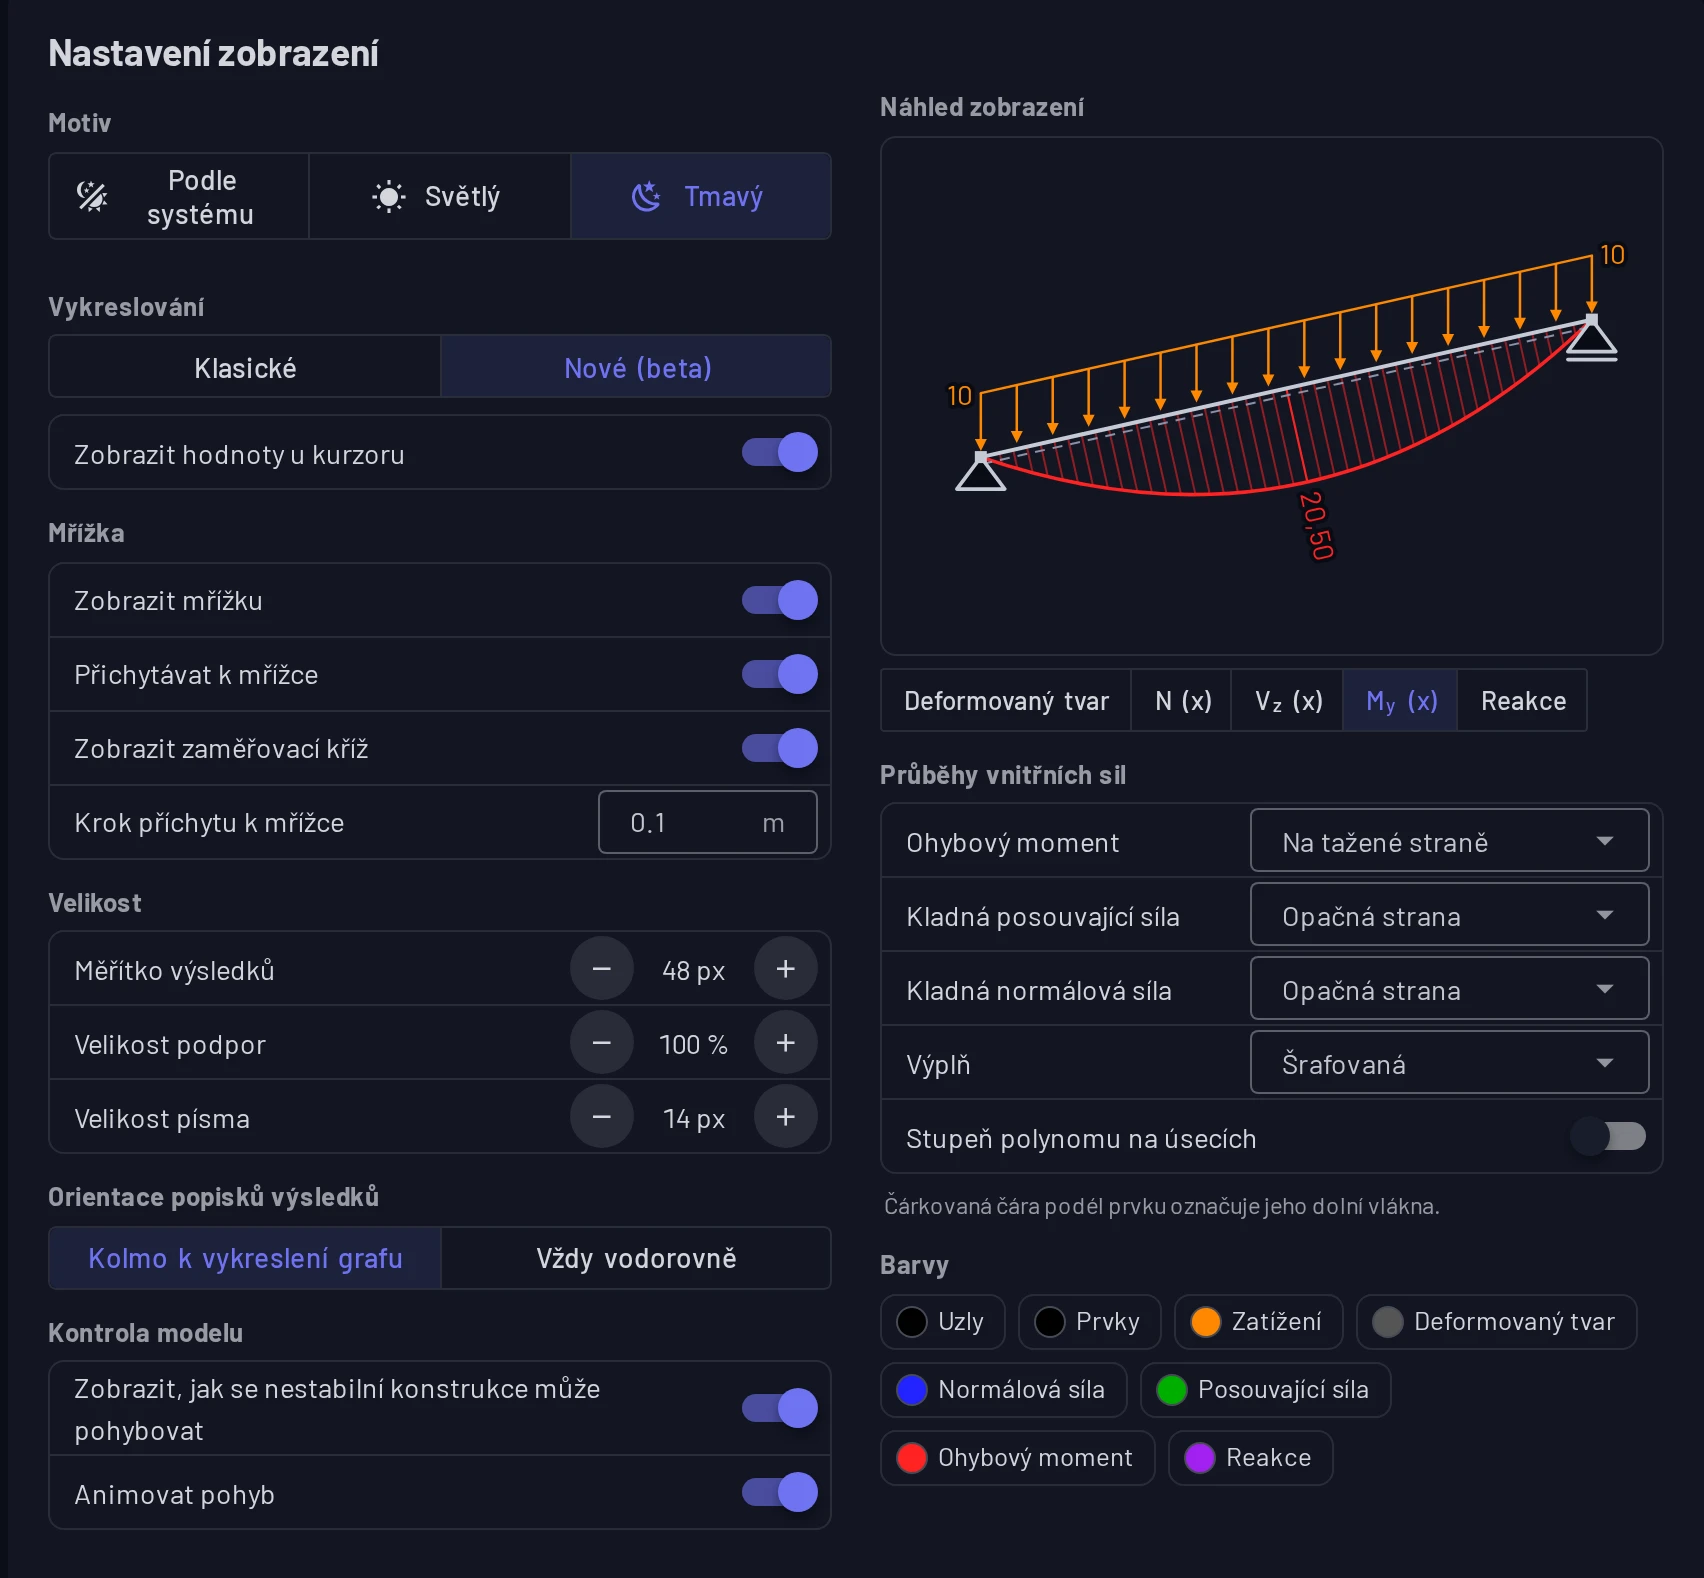 Nastavení zobrazení
Motiv
Podle
systému
Světlý
Tmavý
Vykreslování
Klasické
Nové (beta)
Zobrazit hodnoty u kurzoru
Mřížka
Zobrazit mřížku
Přichytávat k mřížce
Zobrazit zaměřovací kříž
Krok příchytu k mřížce
0.1
m
Velikost
Měřítko výsledků
−
48 px
+
Velikost podpor
−
100 %
+
Velikost písma
−
14 px
+
Orientace popisků výsledků
Kolmo k vykreslení grafu
Vždy vodorovně
Kontrola modelu
Zobrazit, jak se nestabilní konstrukce může
pohybovat
Animovat pohyb
Náhled zobrazení
10
10
20,50
Deformovaný tvar
N (x)
Vz (x)
My (x)
Reakce
Průběhy vnitřních sil
Ohybový moment
Na tažené straně
Kladná posouvající síla
Opačná strana
Kladná normálová síla
Opačná strana
Výplň
Šrafovaná
Stupeň polynomu na úsecích
Čárkovaná čára podél prvku označuje jeho dolní vlákna.
Barvy
Uzly
Prvky
Zatížení
Deformovaný tvar
Normálová síla
Posouvající síla
Ohybový moment
Reakce